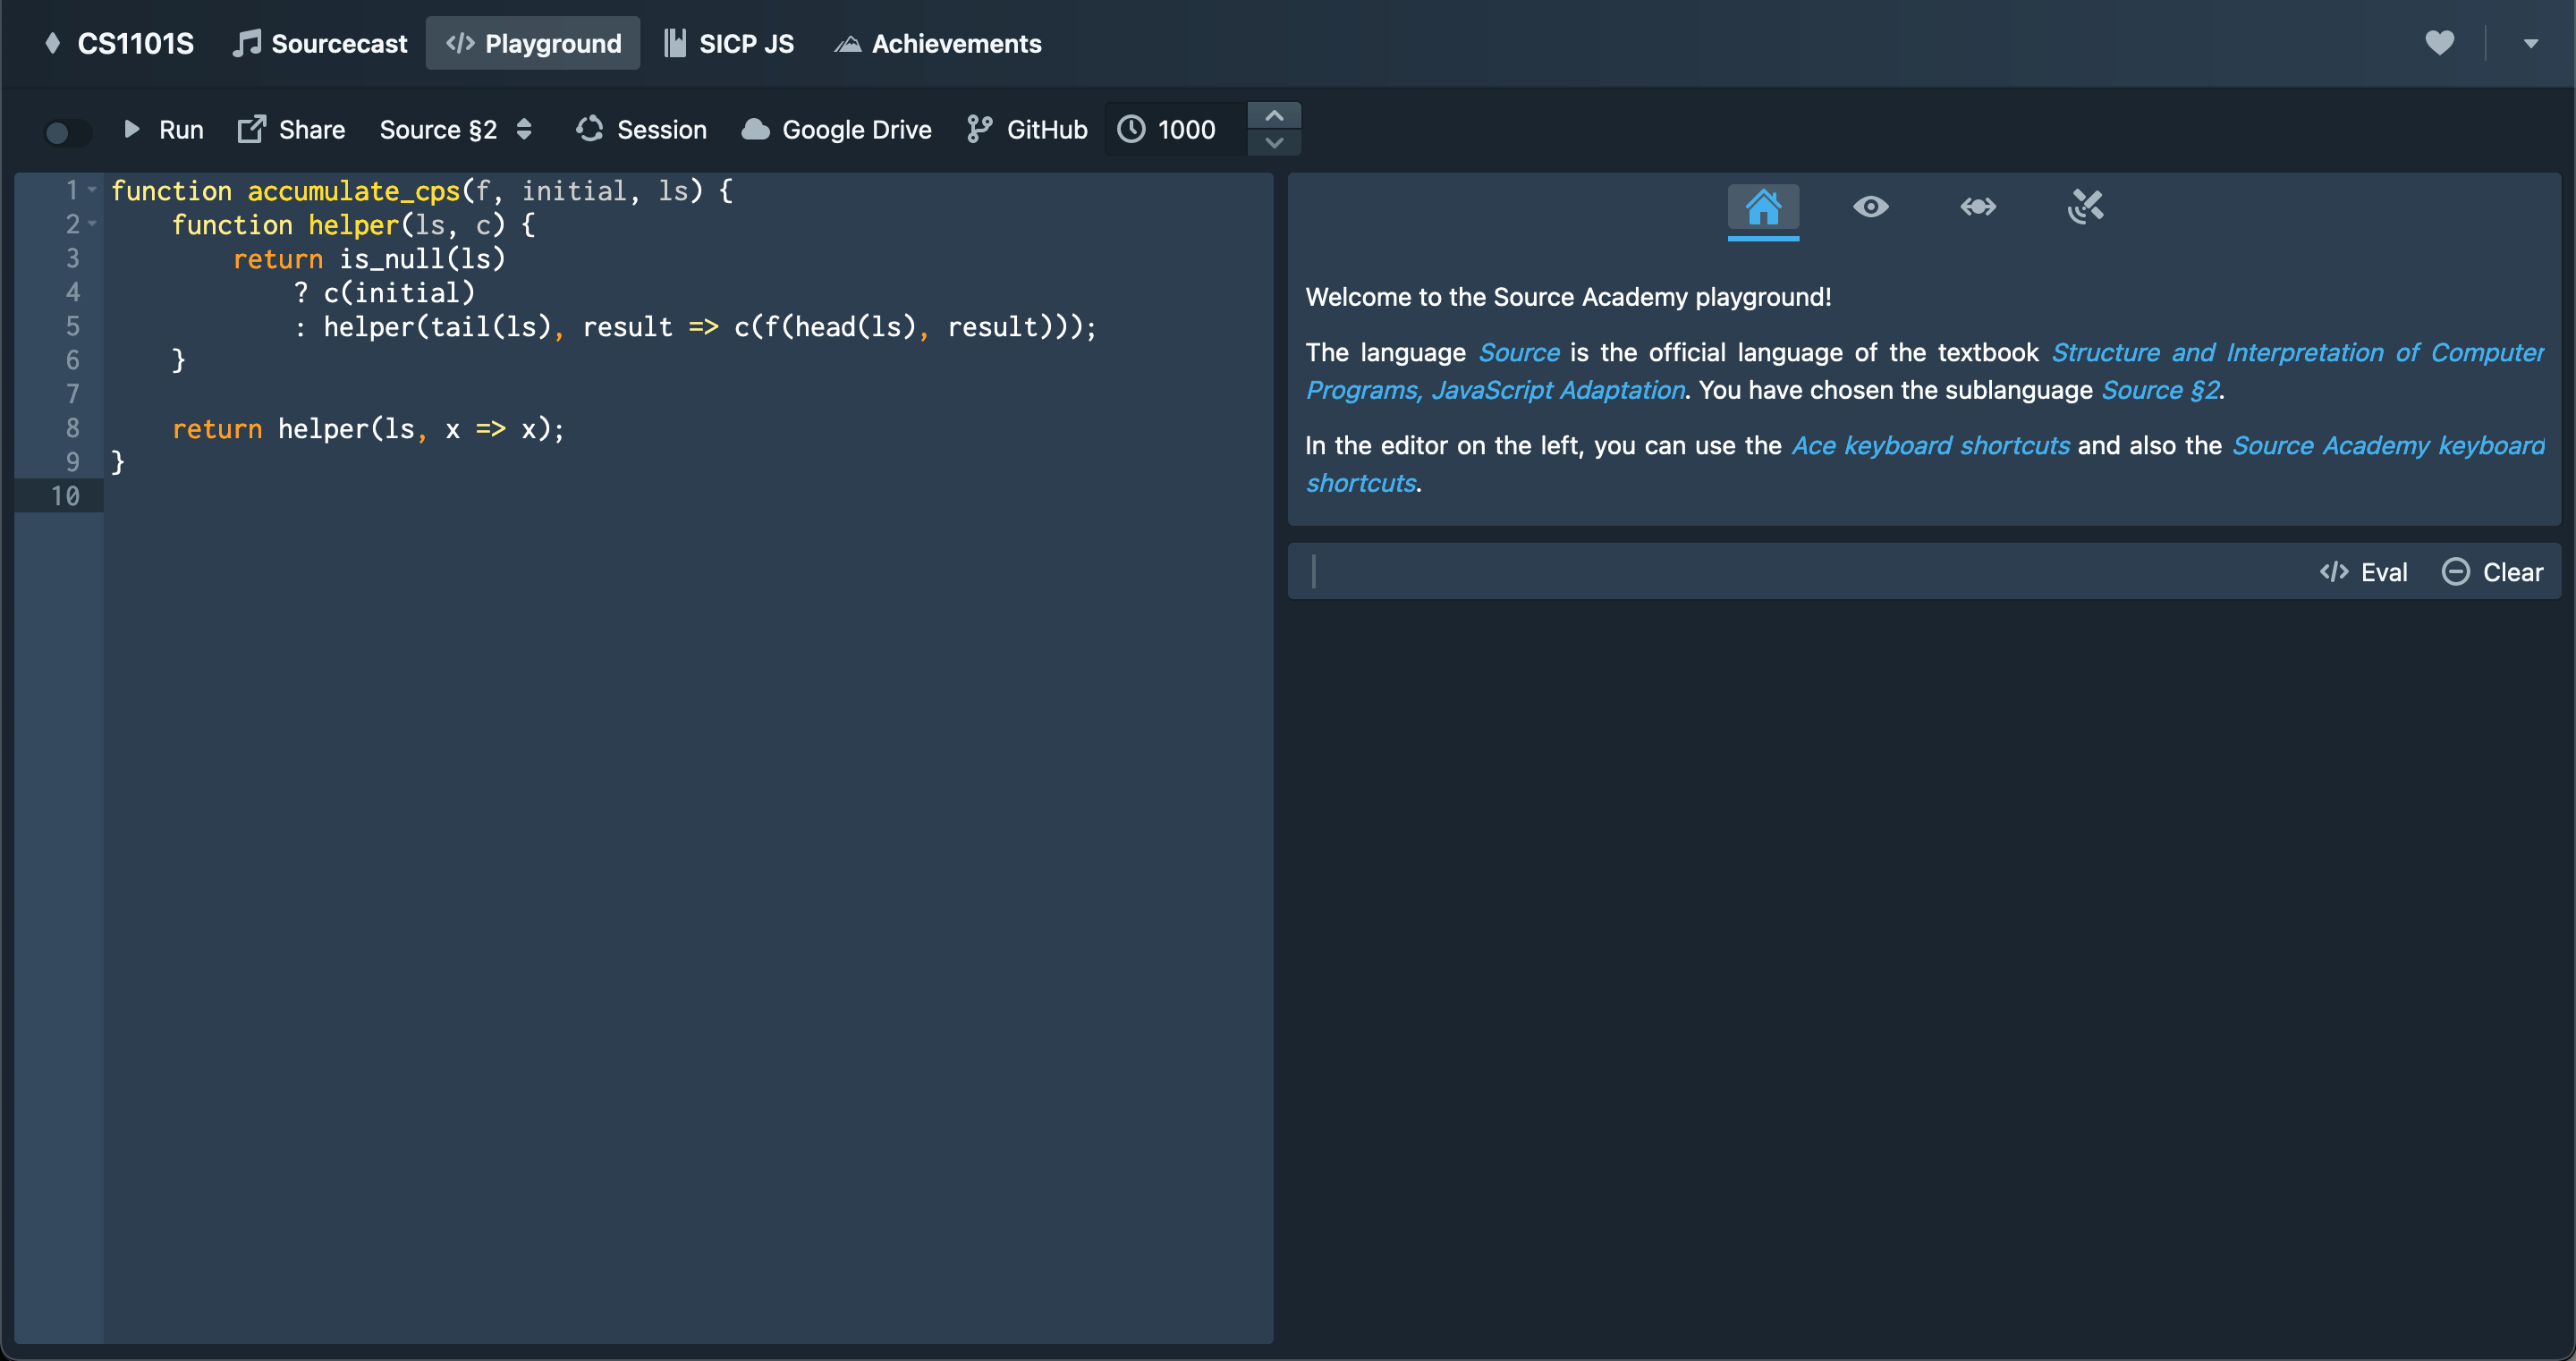 CS1101S Sourcecast </> Playground SICP JS Achievements
Run Share Source §2 Session Google Drive GitHub 1000
1 function accumulate_cps(f, initial, ls) {
2     function helper(ls, c) {
3         return is_null(ls)
4             ? c(initial)
5             : helper(tail(ls), result => c(f(head(ls), result)));
6     }
7
8     return helper(ls, x => x);
9 }
10
Welcome to the Source Academy playground!
The language Source is the official language of the textbook Structure and Interpretation of Computer
Programs, JavaScript Adaptation. You have chosen the sublanguage Source §2.
In the editor on the left, you can use the Ace keyboard shortcuts and also the Source Academy keyboard
shortcuts.
</> Eval Clear